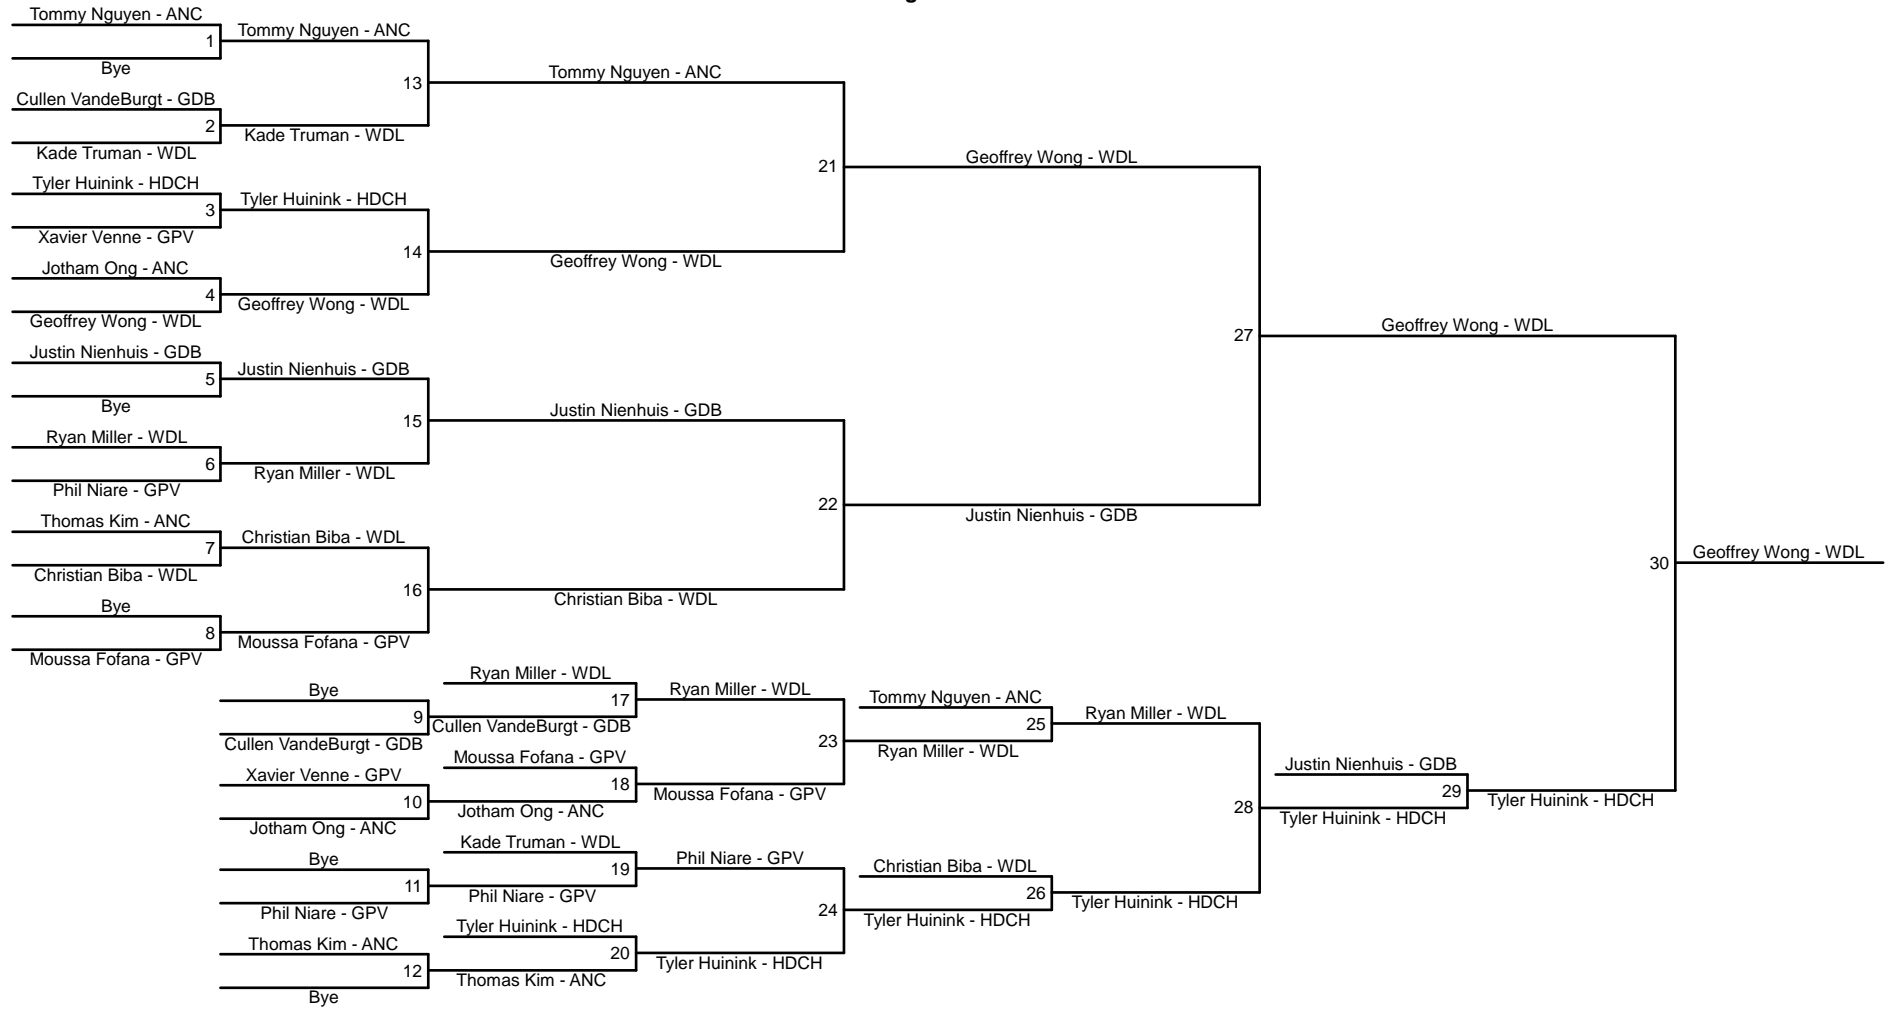 Tommy Nguyen - ANC
1
Tommy Nguyen - ANC
Bye
13
Tommy Nguyen - ANC
Cullen VandeBurgt - GDB
2
Kade Truman - WDL
Kade Truman - WDL
21
Geoffrey Wong - WDL
Tyler Huinink - HDCH
3
Tyler Huinink - HDCH
Xavier Venne - GPV
14
Geoffrey Wong - WDL
Jotham Ong - ANC
4
Geoffrey Wong - WDL
Geoffrey Wong - WDL
27
Geoffrey Wong - WDL
Justin Nienhuis - GDB
5
Justin Nienhuis - GDB
Bye
15
Justin Nienhuis - GDB
Ryan Miller - WDL
6
Ryan Miller - WDL
Phil Niare - GPV
22
Justin Nienhuis - GDB
Thomas Kim - ANC
7
Christian Biba - WDL
Christian Biba - WDL
16
Christian Biba - WDL
Bye
8
Moussa Fofana - GPV
Moussa Fofana - GPV
30
Geoffrey Wong - WDL
Bye
9
Cullen VandeBurgt - GDB
Ryan Miller - WDL
17
Cullen VandeBurgt - GDB
Ryan Miller - WDL
Xavier Venne - GPV
10
Jotham Ong - ANC
Moussa Fofana - GPV
18
Jotham Ong - ANC
Moussa Fofana - GPV
23
Tommy Nguyen - ANC
25
Ryan Miller - WDL
Ryan Miller - WDL
Bye
11
Phil Niare - GPV
Kade Truman - WDL
19
Phil Niare - GPV
Phil Niare - GPV
Thomas Kim - ANC
12
Bye
Tyler Huinink - HDCH
20
Thomas Kim - ANC
Tyler Huinink - HDCH
24
Christian Biba - WDL
26
Tyler Huinink - HDCH
Tyler Huinink - HDCH
28
Justin Nienhuis - GDB
29
Tyler Huinink - HDCH
Tyler Huinink - HDCH